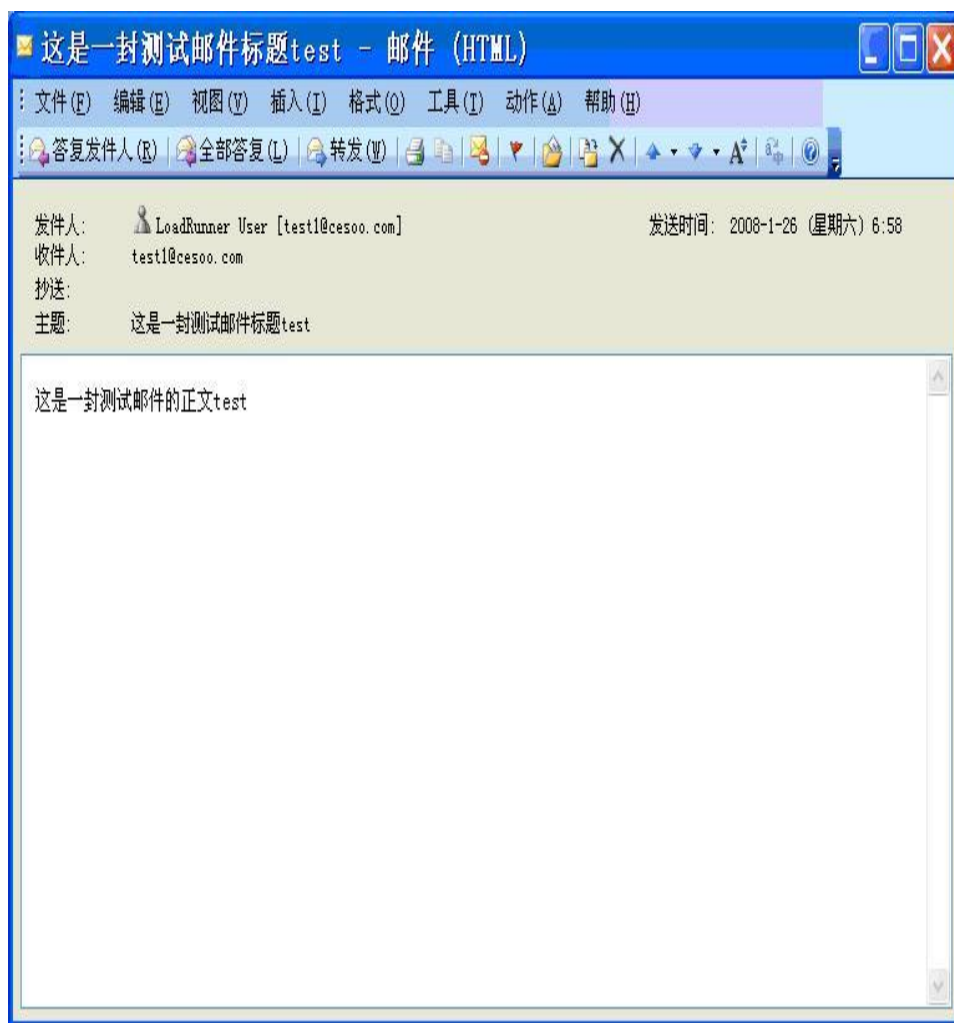 这是一封测试邮件标题test - 邮件 (HTML)
文件(F) 编辑(E) 视图(V) 插入(I) 格式(O) 工具(T) 动作(A) 帮助(H)
答复发件人(R) 全部答复(L) 转发(W)
发件人: LoadRunner User [test1@cesoo.com] 发送时间: 2008-1-26 (星期六) 6:58
收件人: test1@cesoo.com
抄送:
主题: 这是一封测试邮件标题test
这是一封测试邮件的正文test